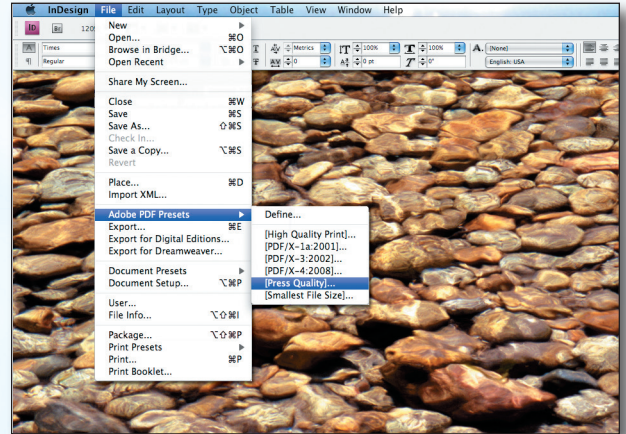 InDesign File Edit Layout Type Object Table View Window Help
ID Br 120
A Times T Metrics 100% 100% A. [None]
¶ Regular AV 0 0 pt T 0° English: USA
New
Open... ⌘O
Browse in Bridge... ⌥⌘O
Open Recent
Share My Screen...
Close ⌘W
Save ⌘S
Save As... ⇧⌘S
Check In...
Save a Copy... ⌥⌘S
Revert
Place... ⌘D
Import XML...
Adobe PDF Presets
Export... ⌘E
Export for Digital Editions...
Export for Dreamweaver...
Document Presets
Document Setup... ⌥⌘P
User...
File Info... ⌥⇧⌘I
Package... ⌥⇧⌘P
Print Presets
Print... ⌘P
Print Booklet...
Define...
[High Quality Print]...
[PDF/X-1a:2001]...
[PDF/X-3:2002]...
[PDF/X-4:2008]...
[Press Quality]...
[Smallest File Size]...